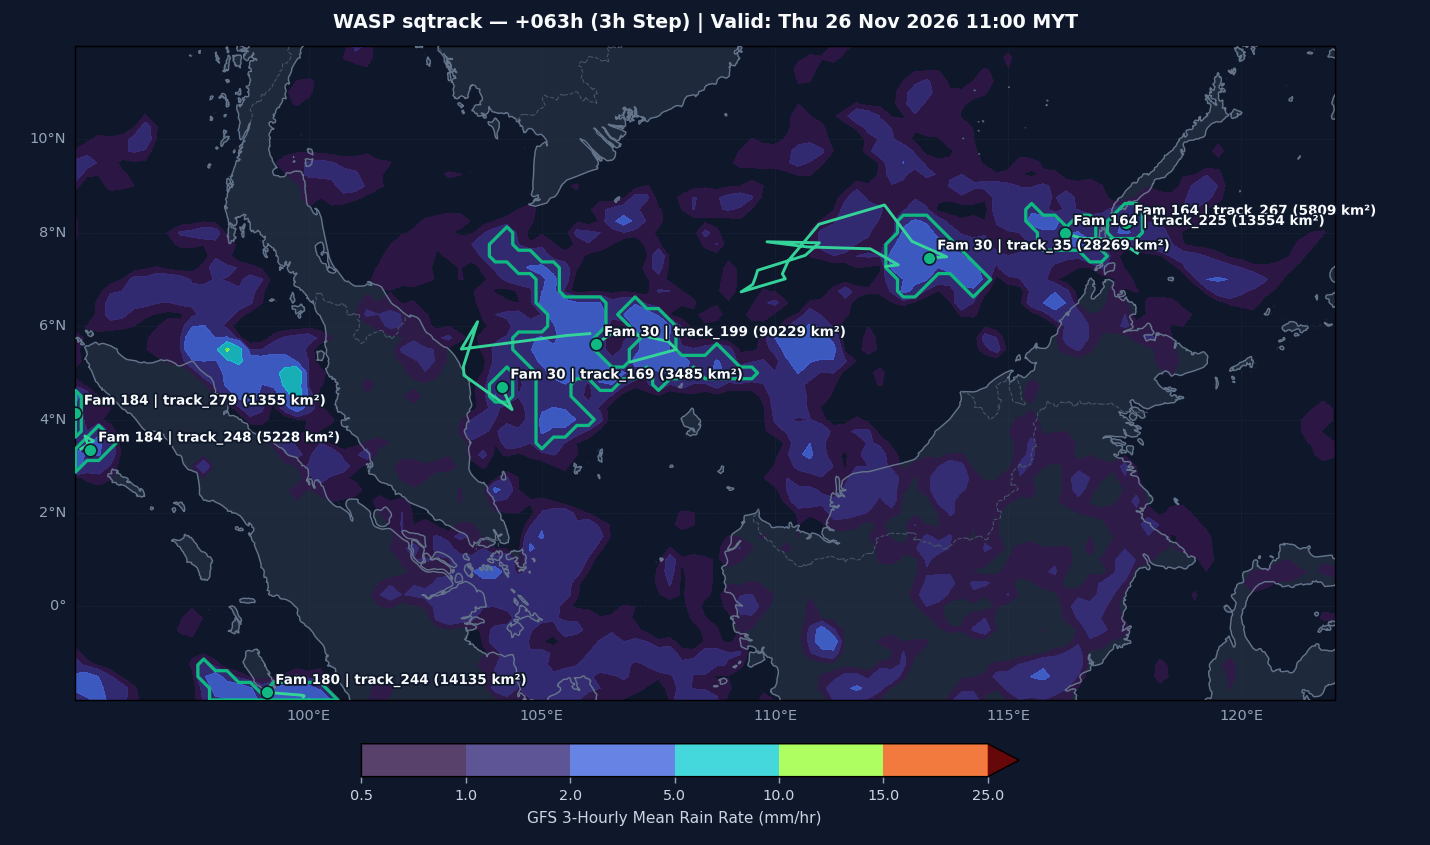 WASP sqtrack — +063h (3h Step) | Valid: Thu 26 Nov 2026 11:00 MYT
10°N
8°N
6°N
4°N
2°N
0°
Fam 164 | track_267 (5809 km²)
Fam 164 | track_225 (13554 km²)
Fam 30 | track_35 (28269 km²)
Fam 30 | track_199 (90229 km²)
Fam 30 | track_169 (3485 km²)
Fam 184 | track_279 (1355 km²)
Fam 184 | track_248 (5228 km²)
Fam 180 | track_244 (14135 km²)
100°E 105°E 110°E 115°E 120°E
0.5 1.0 2.0 5.0 10.0 15.0 25.0
GFS 3-Hourly Mean Rain Rate (mm/hr)